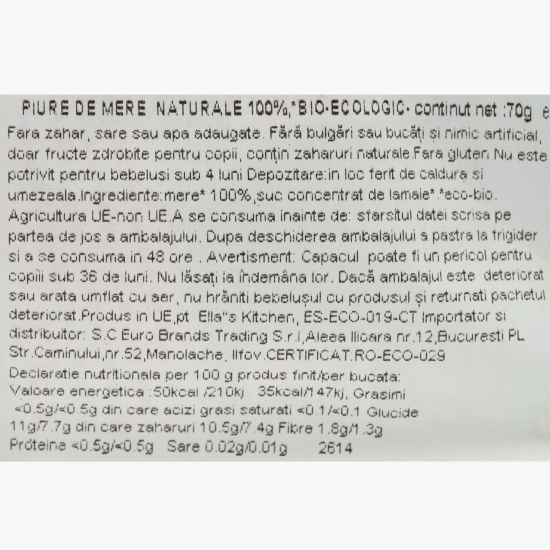 PIURE DE MERE NATURALE 100%,*BIO-ECOLOGIC- continut net :70g e
Fara zahar, sare sau apa adaugate. Fără bulgări sau bucăți și nimic artificial,
doar fructe zdrobite pentru copii, conțin zaharuri naturale.Fara gluten Nu este
potrivit pentru bebelusi sub 4 luni Depozitare:in loc ferit de caldura si
umezeala.Ingrediente:mere* 100%,suc concentrat de lamaie*.*eco-bio.
Agricultura UE-non UE.A se consuma inainte de: sfarsitul datei scrisa pe
partea de jos a ambalajului. Dupa deschiderea ambalajului a pastra la frigider
si a se consuma in 48 ore . Avertisment: Capacul poate fi un pericol pentru
copiii sub 36 de luni. Nu lăsați la îndemâna lor. Dacă ambalajul este deteriorat
sau arata umflat cu aer, nu hrăniti bebelușul cu produsul si returnati pachetul
deteriorat.Produs in UE,pt Ella"s Kitchen, ES-ECO-019-CT Importator si
distribuitor: S.C Euro Brands Trading S.r.l,Aleea Ilioara nr.12,Bucuresti PL
Str.Caminului,nr.52,Manolache, Ilfov.CERTIFICAT.RO-ECO-029
Declaratie nutritionala per 100 g produs finit/per bucata:
Valoare energetica :50kcal /210kj 35kcal/147kj, Grasimi
<0.5g/<0.5g din care acizi grasi saturati <0.1/<0.1 Glucide
11g/7.7g din care zaharuri 10.5g/7.4g Fibre 1.8g/1.3g
Proteine <0.5g/<0.5g Sare 0.02g/0.01g 2614